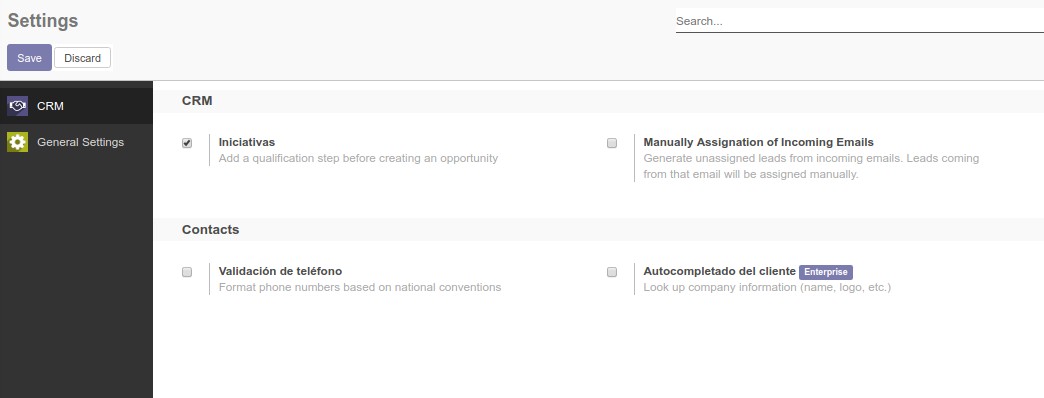 Settings
Search...
Save
Discard
CRM
General Settings
CRM
Iniciativas
Add a qualification step before creating an opportunity
Manually Assignation of Incoming Emails
Generate unassigned leads from incoming emails. Leads coming
from that email will be assigned manually.
Contacts
Validación de teléfono
Format phone numbers based on national conventions
Autocompletado del cliente Enterprise
Look up company information (name, logo, etc.)